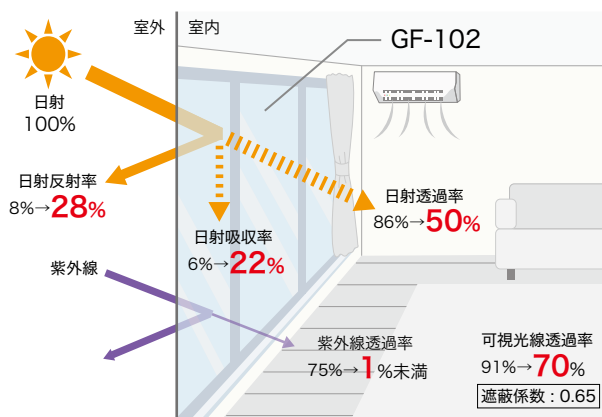 室外
室内
GF-102
日射
100%
日射反射率
8%→28%
日射吸収率
6%→22%
日射透過率
86%→50%
紫外線
紫外線透過率
75%→1%未満
可視光線透過率
91%→70%
遮蔽係数：0.65